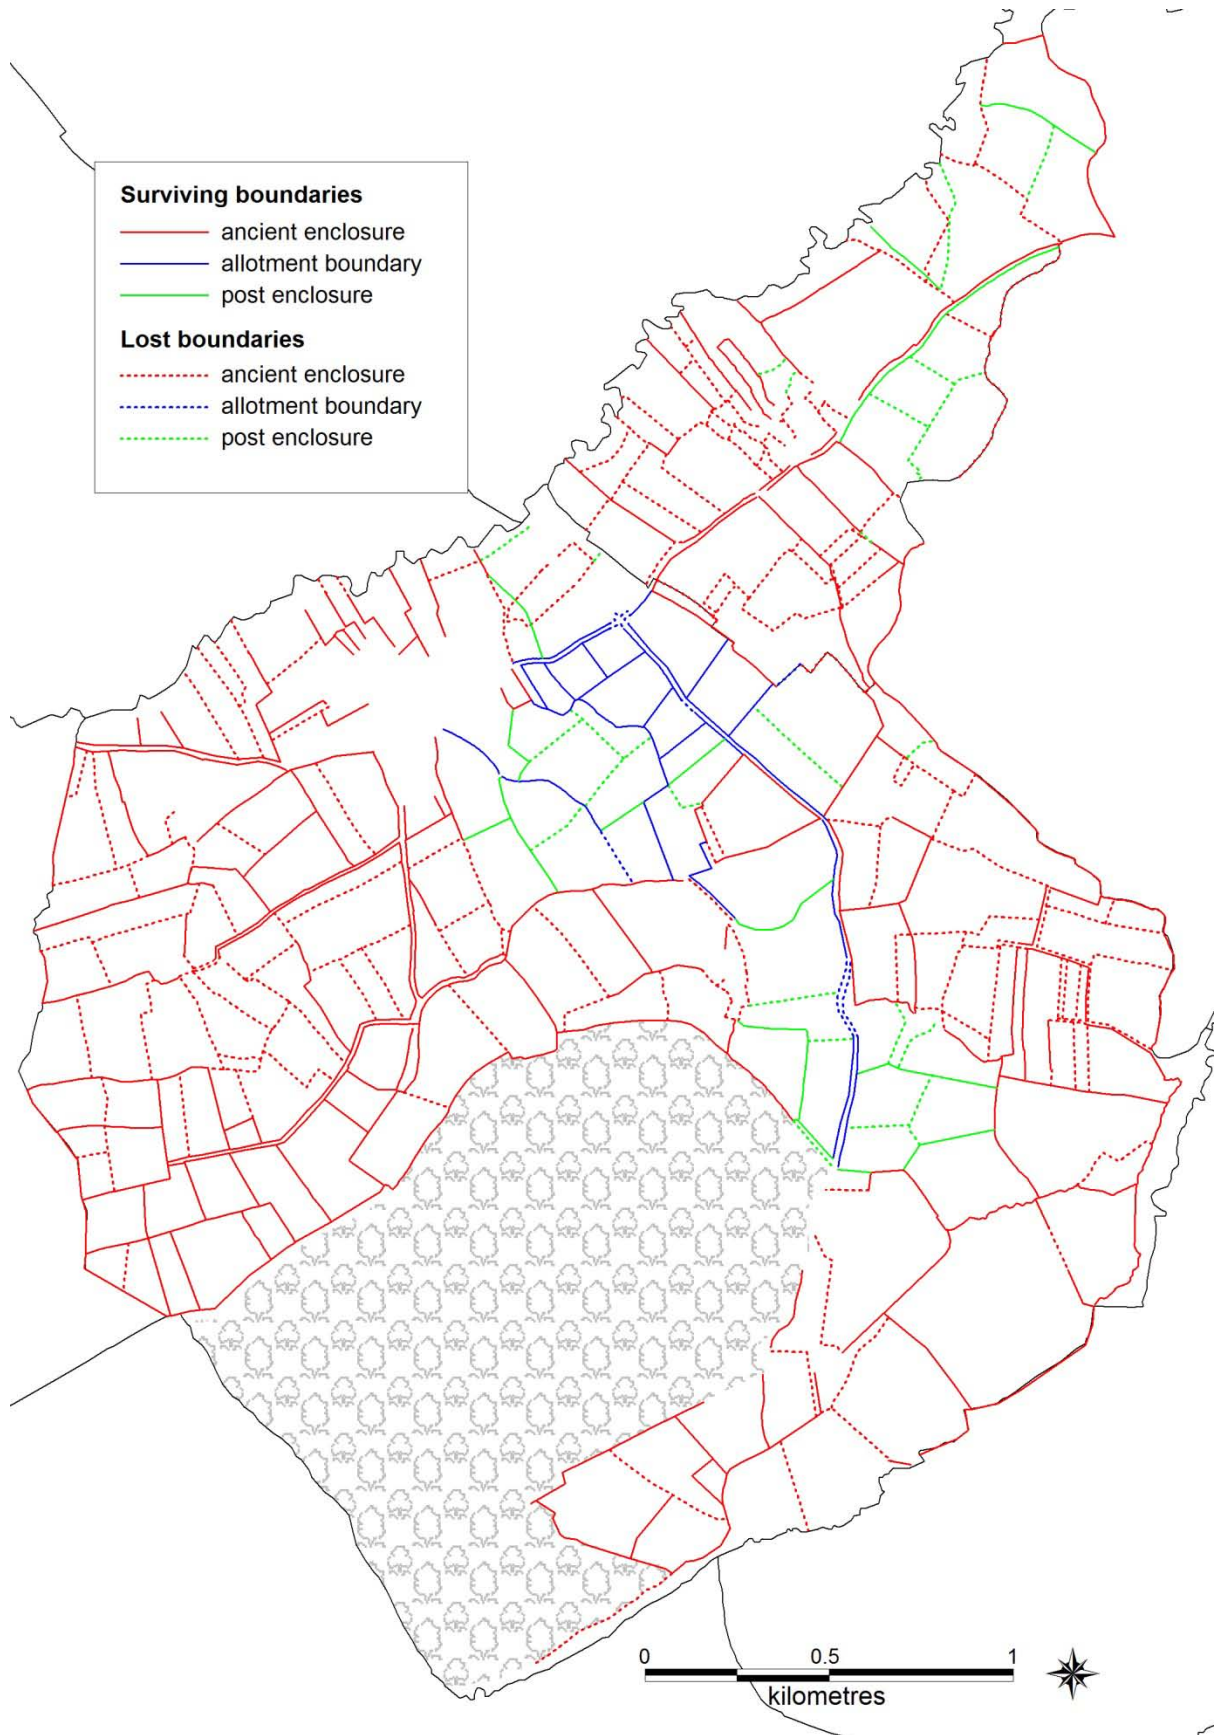 Surviving boundaries
ancient enclosure
allotment boundary
post enclosure
Lost boundaries
ancient enclosure
allotment boundary
post enclosure
0 0.5 1
kilometres